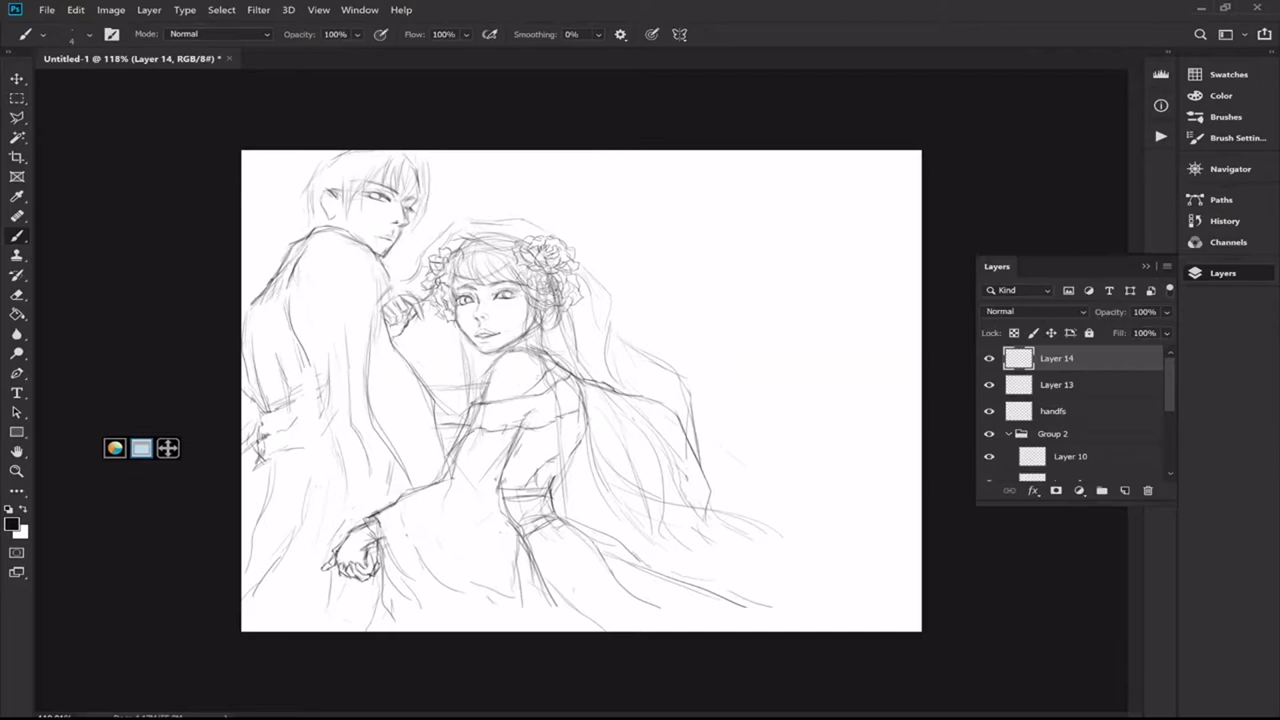 Ps File Edit Image Layer Type Select Filter 3D View Window Help
4 Mode: Normal Opacity: 100% Flow: 100% Smoothing: 0%
Untitled-1 @ 118% (Layer 14, RGB/8#) *
Swatches
Color
Brushes
Brush Settin...
Navigator
Paths
History
Channels
Layers
Layers
Kind
Normal Opacity: 100%
Lock: Fill: 100%
Layer 14
Layer 13
handfs
Group 2
Layer 10
fx